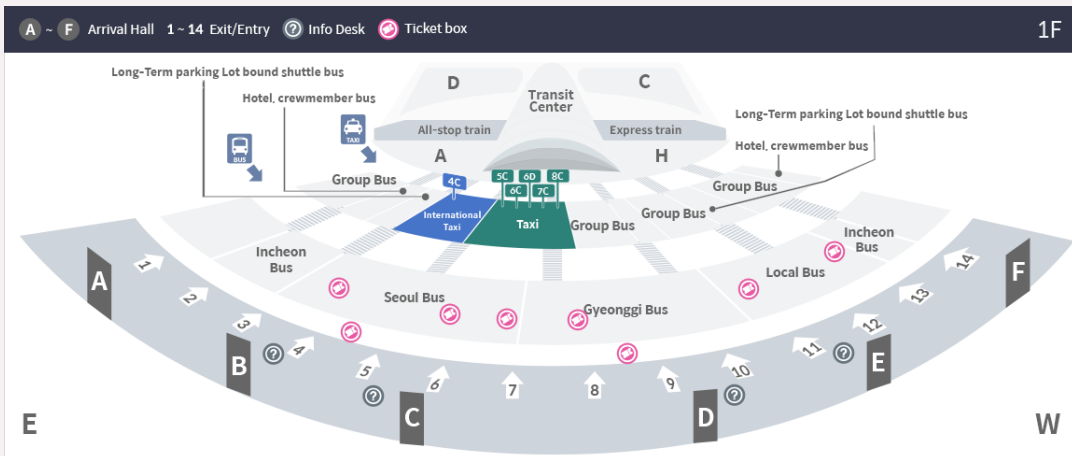 A ~ F Arrival Hall 1 ~ 14 Exit/Entry ? Info Desk Ticket box 1F
Long-Term parking Lot bound shuttle bus
Hotel. crewmember bus
BUS
TAXI
D
C
Transit
Center
All-stop train
Express train
A
H
Long-Term parking Lot bound shuttle bus
Hotel. crewmember bus
Group Bus
4C
5C
6C
6D
7C
8C
International
Taxi
Taxi
Group Bus
Group Bus
Group Bus
Incheon
Bus
Incheon
Bus
Seoul Bus
Gyeonggi Bus
Local Bus
A
B
C
D
E
F
1
2
3
4
5
6
7
8
9
10
11
12
13
14
?
?
?
?
E
W